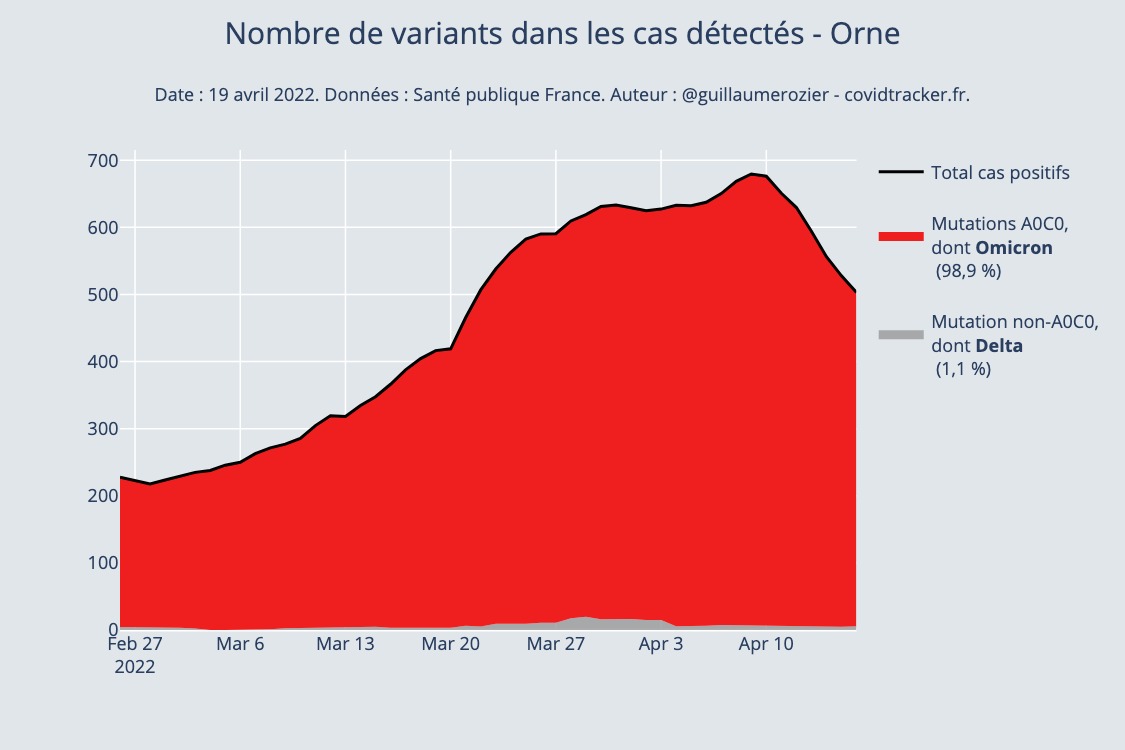 Nombre de variants dans les cas détectés - Orne
Date : 19 avril 2022. Données : Santé publique France. Auteur : @guillaumerozier - covidtracker.fr.
700
600
500
400
300
200
100
0
Feb 27
2022
Mar 6
Mar 13
Mar 20
Mar 27
Apr 3
Apr 10
Total cas positifs
Mutations A0C0,
dont Omicron
(98,9 %)
Mutation non-A0C0,
dont Delta
(1,1 %)